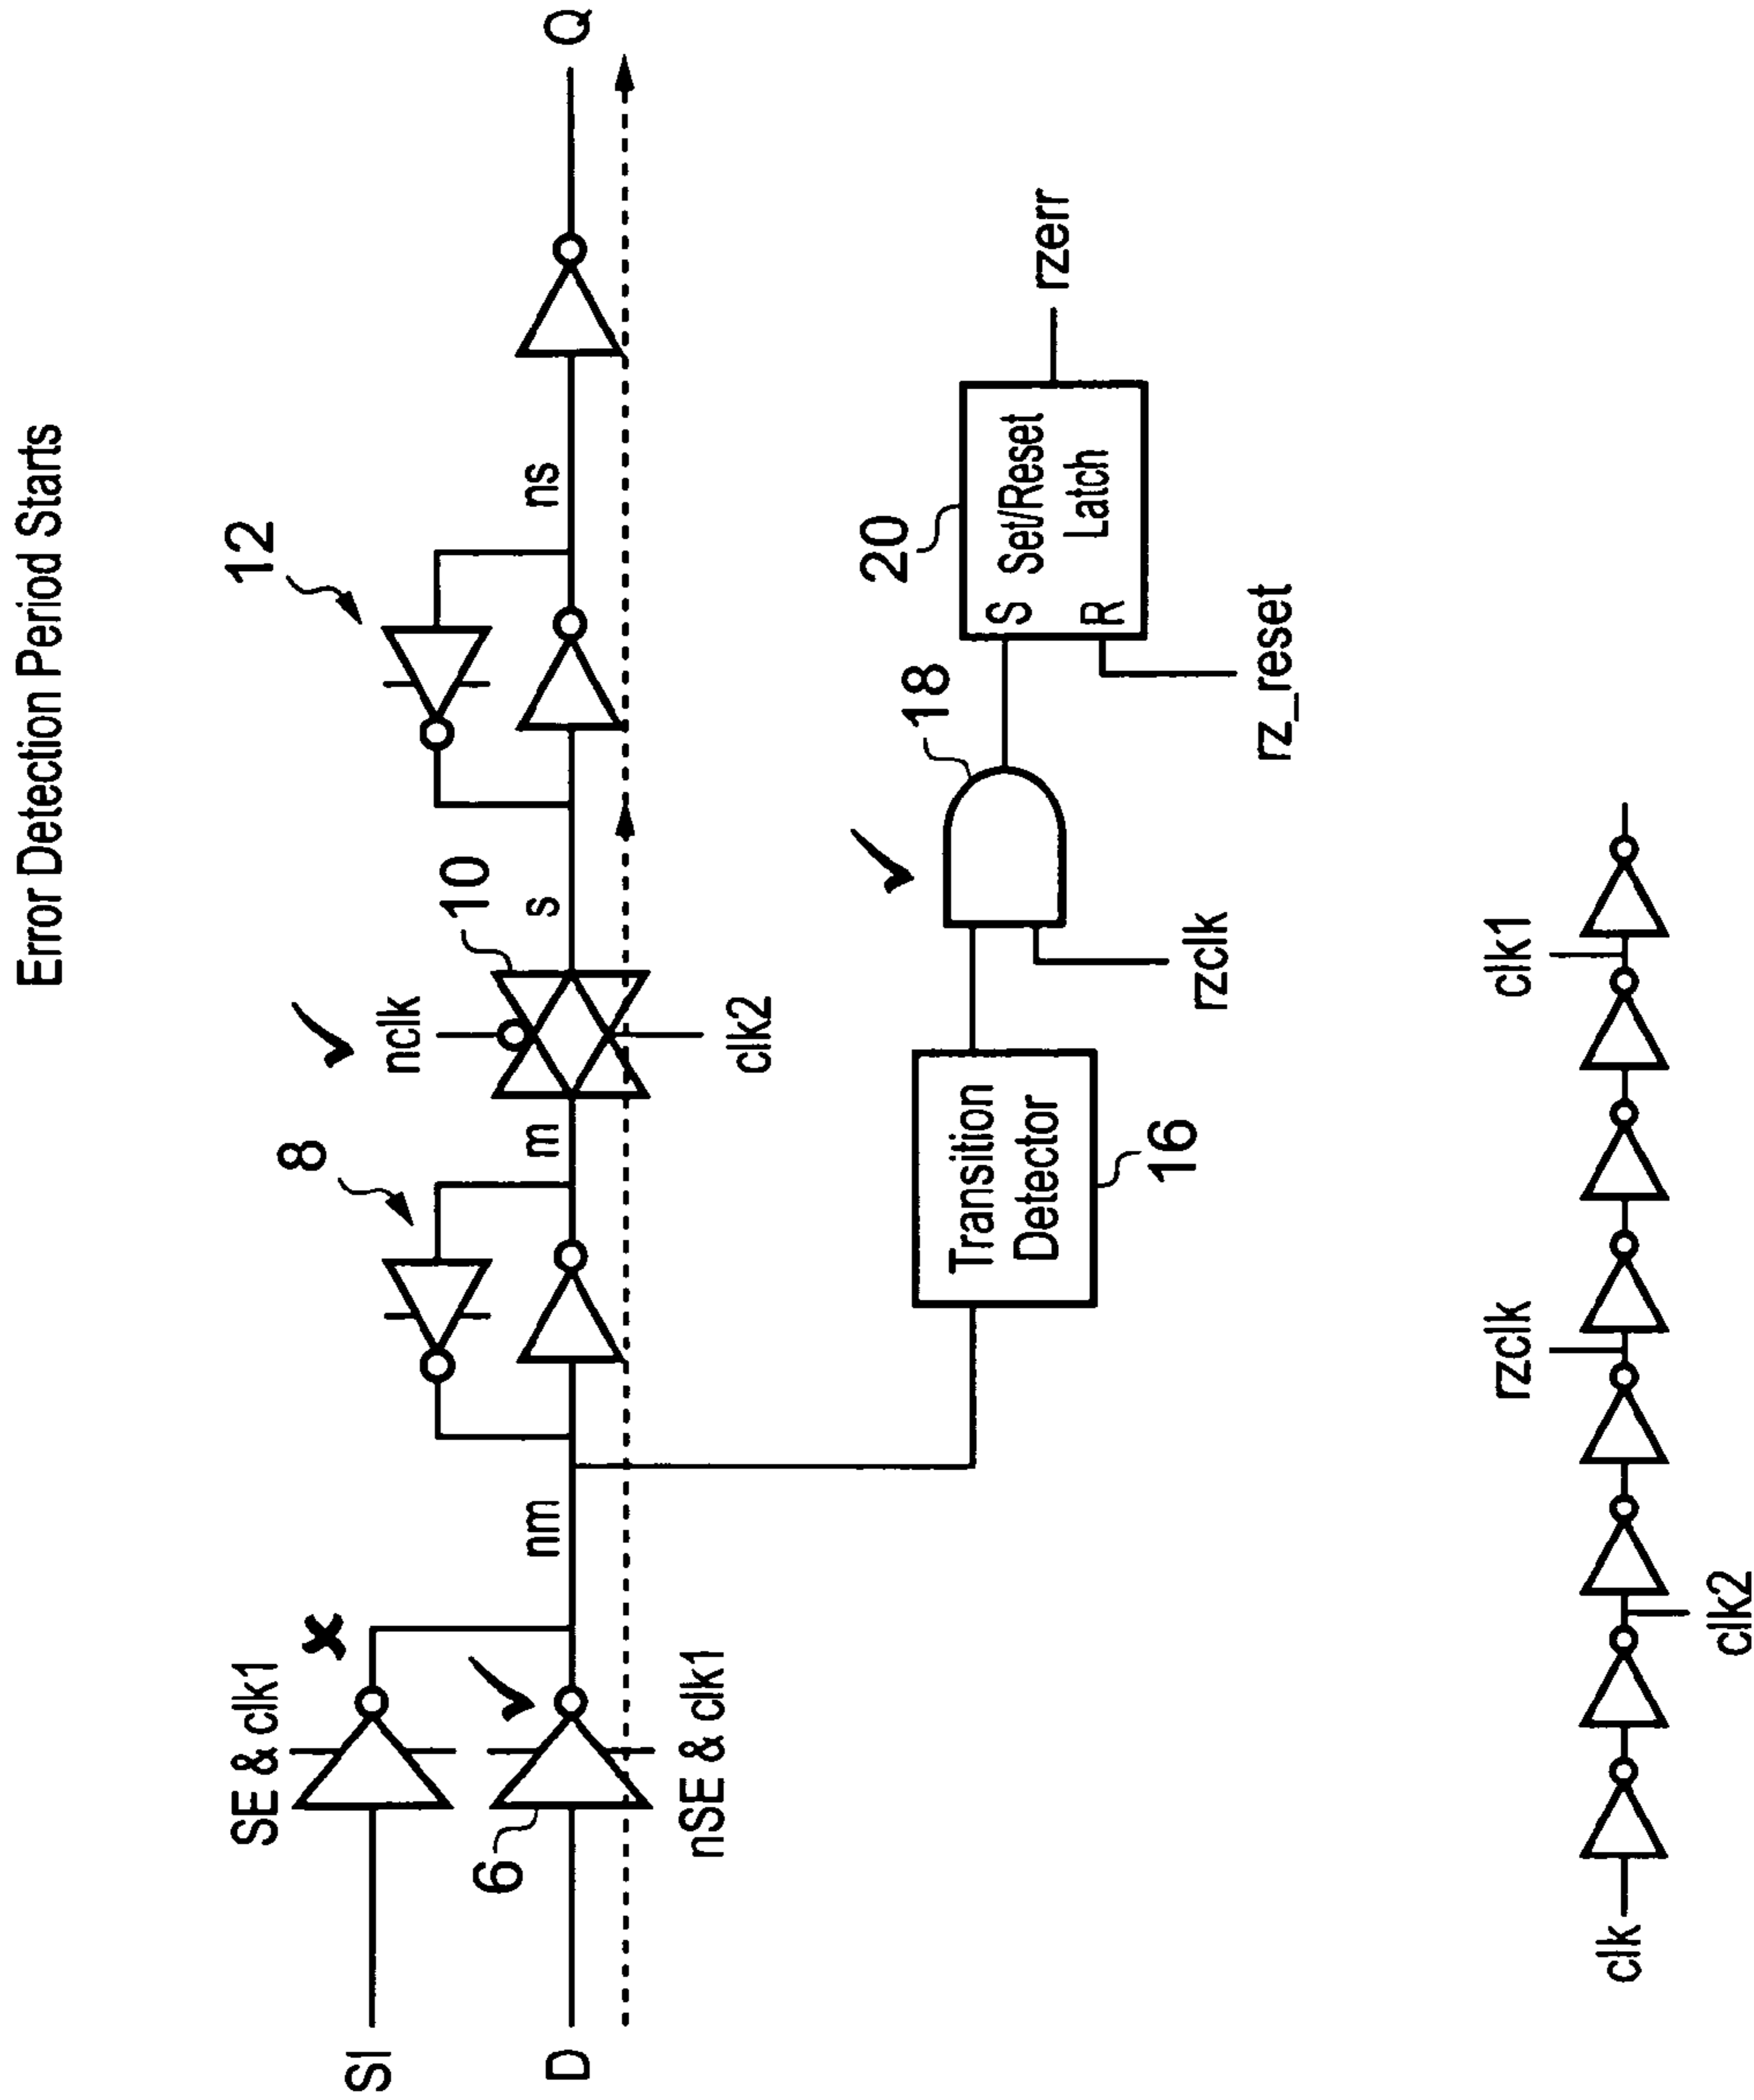 Error Detection Period Starts
SE & clk1
SI
D
6
nSE & clk1
nm
8
m
nclk
10
clk2
s
12
ns
Q
Transition
Detector
16
rzclk
18
20
S
R
Set/Reset
Latch
rz_reset
rzerr
clk
clk2
rzclk
clk1